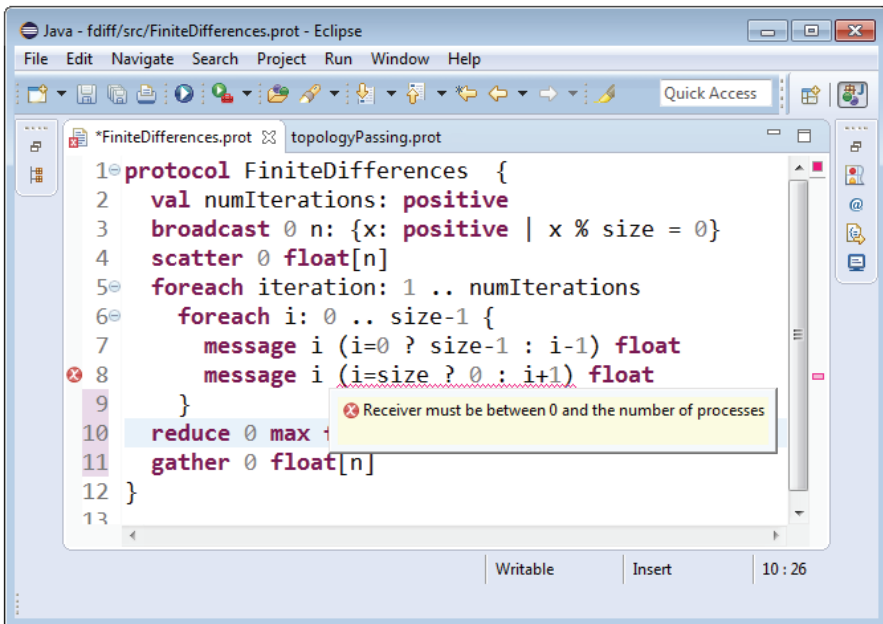 Java - fdiff/src/FiniteDifferences.prot - Eclipse
File Edit Navigate Search Project Run Window Help
Quick Access
*FiniteDifferences.prot topologyPassing.prot
1 protocol FiniteDifferences {
2 val numIterations: positive
3 broadcast 0 n: {x: positive | x % size = 0}
4 scatter 0 float[n]
5 foreach iteration: 1 .. numIterations
6 foreach i: 0 .. size-1 {
7 message i (i=0 ? size-1 : i-1) float
8 message i (i=size ? 0 : i+1) float
9 }
Receiver must be between 0 and the number of processes
10 reduce 0 max
11 gather 0 float[n]
12 }
13
Writable Insert 10 : 26